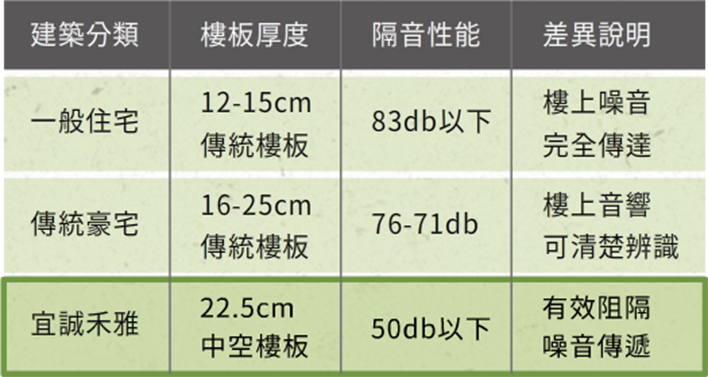 建築分類 樓板厚度 隔音性能 差異說明
一般住宅 12-15cm 傳統樓板 83db以下 樓上噪音 完全傳達
傳統豪宅 16-25cm 傳統樓板 76-71db 樓上音響 可清楚辨識
宜誠禾雅 22.5cm 中空樓板 50db以下 有效阻隔 噪音傳遞